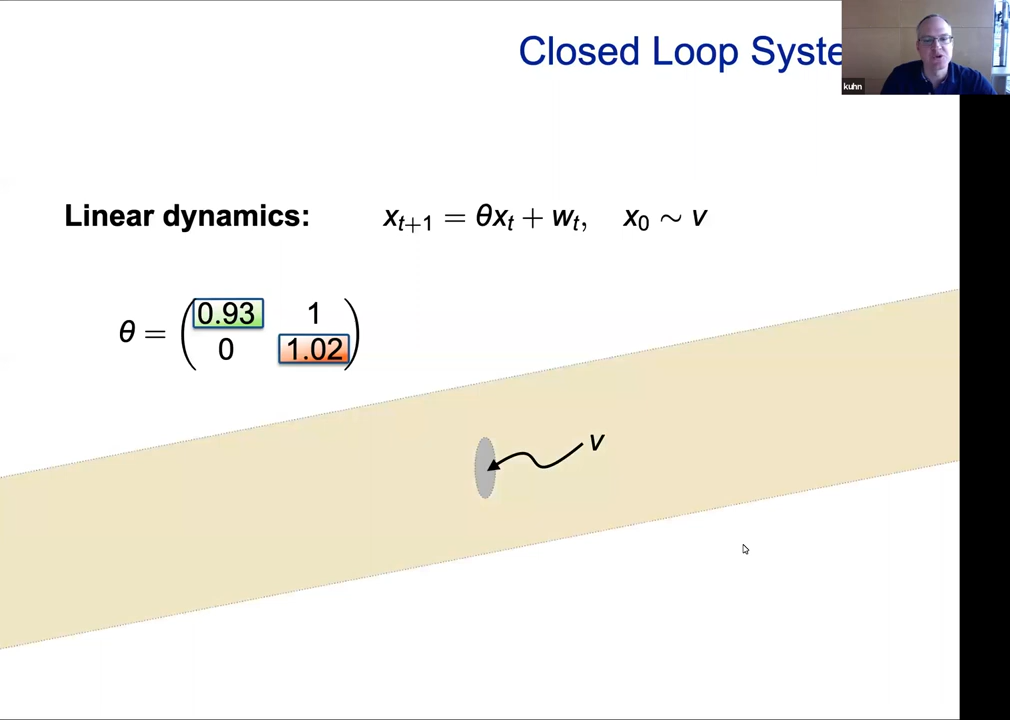 Closed Loop Syste
kuhn
Linear dynamics: x_{t+1} = θx_t + w_t, x_0 ∼ ν
θ = ( 0.93 1
0 1.02 )
ν